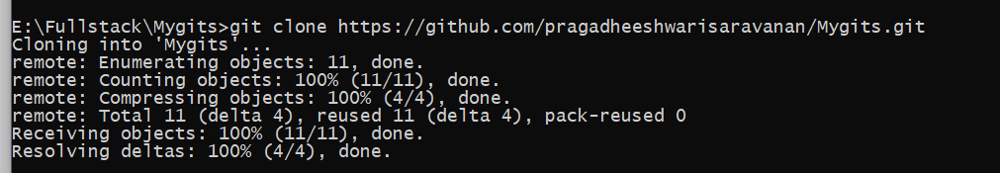 E:\Fullstack\Mygits>git clone https://github.com/pragadheeshwarisaravanan/Mygits.git
Cloning into 'Mygits'...
remote: Enumerating objects: 11, done.
remote: Counting objects: 100% (11/11), done.
remote: Compressing objects: 100% (4/4), done.
remote: Total 11 (delta 4), reused 11 (delta 4), pack-reused 0
Receiving objects: 100% (11/11), done.
Resolving deltas: 100% (4/4), done.